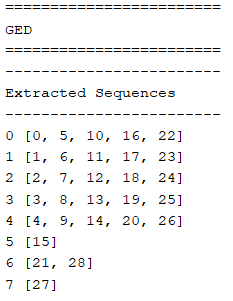 ========================
GED
========================
------------------------
Extracted Sequences
------------------------
0 [0, 5, 10, 16, 22]
1 [1, 6, 11, 17, 23]
2 [2, 7, 12, 18, 24]
3 [3, 8, 13, 19, 25]
4 [4, 9, 14, 20, 26]
5 [15]
6 [21, 28]
7 [27]